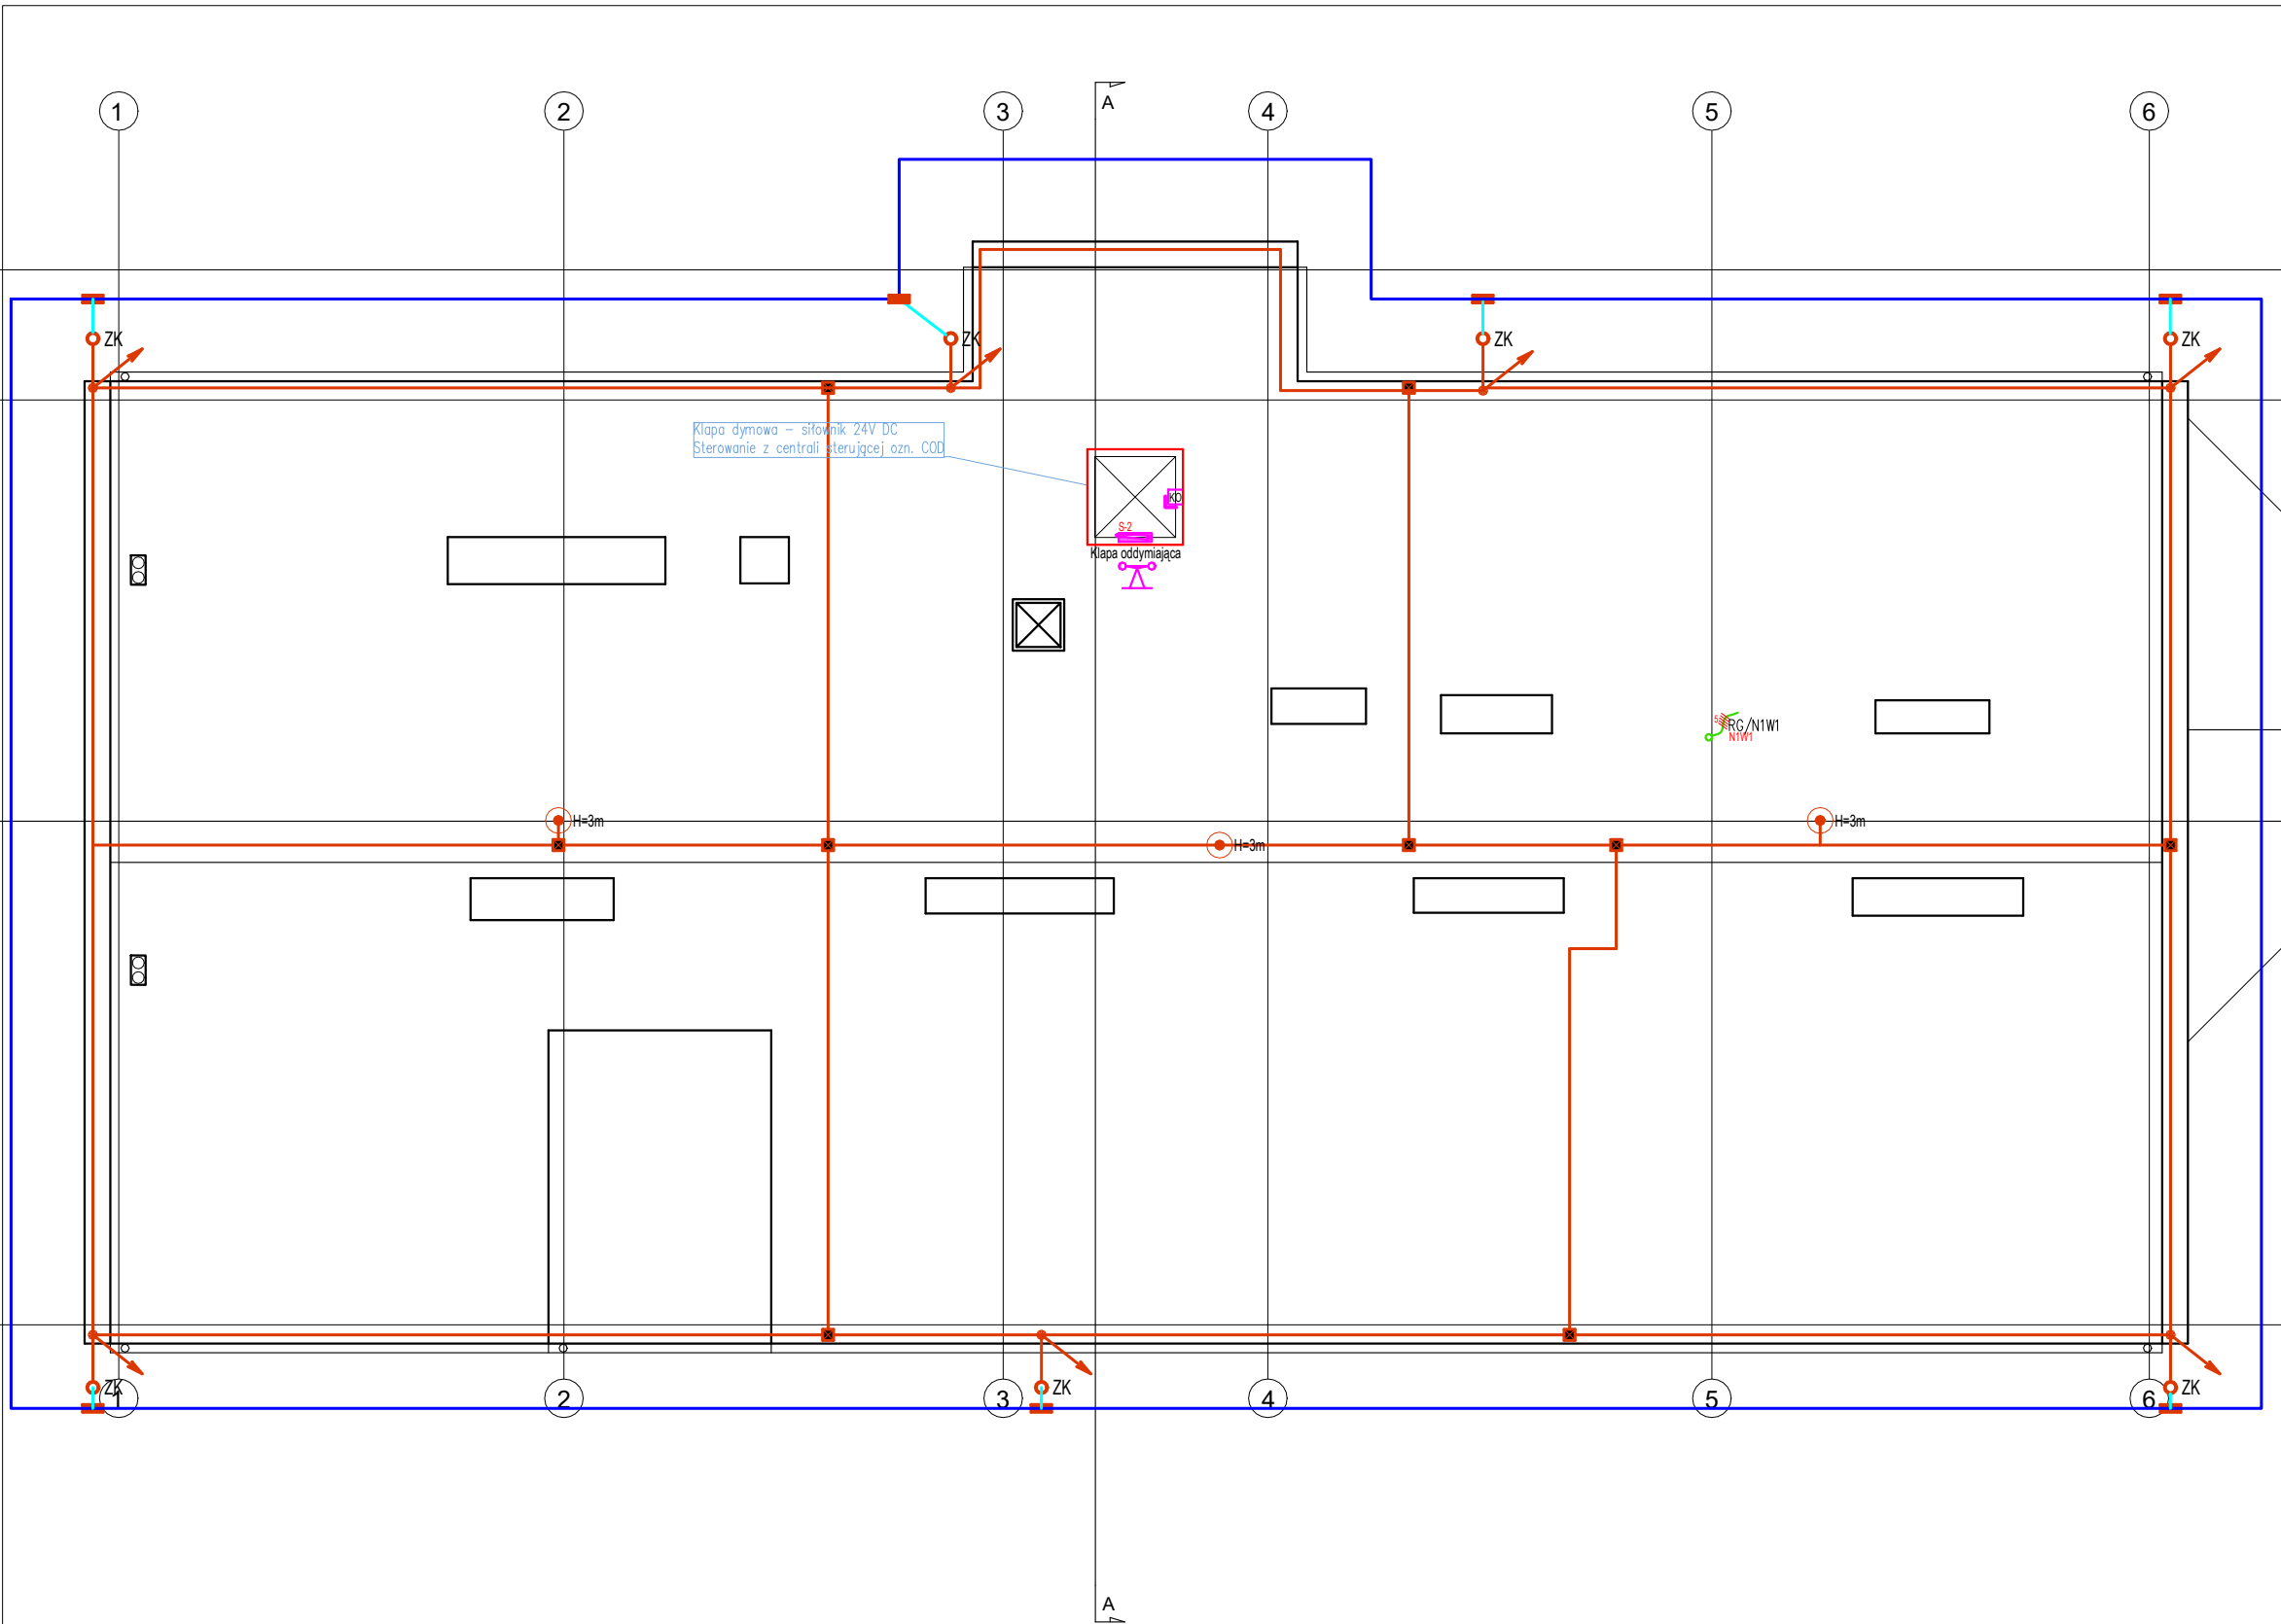 1
2
3
A
4
5
6
ZK
ZK
ZK
ZK
Klapa dymowa – siłownik 24V DC
Sterowanie z centrali sterującej ozn. COD
KO
S-2
Klapa oddymiająca
5
RG/N1W1
N1W1
H=3m
H=3m
H=3m
ZK
ZK
ZK
1
2
3
4
5
6
A